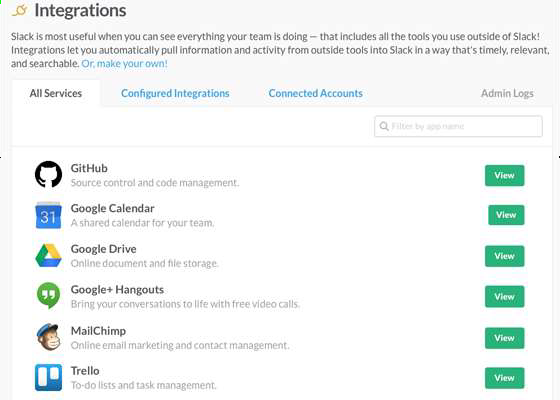 Integrations
Slack is most useful when you can see everything your team is doing — that includes all the tools you use outside of Slack!
Integrations let you automatically pull information and activity from outside tools into Slack in a way that's timely, relevant,
and searchable. Or, make your own!
All Services Configured Integrations Connected Accounts Admin Logs
Filter by app name
GitHub
Source control and code management.
View
31
Google Calendar
A shared calendar for your team.
View
Google Drive
Online document and file storage.
View
Google+ Hangouts
Bring your conversations to life with free video calls.
View
MailChimp
Online email marketing and contact management.
View
Trello
To-do lists and task management.
View